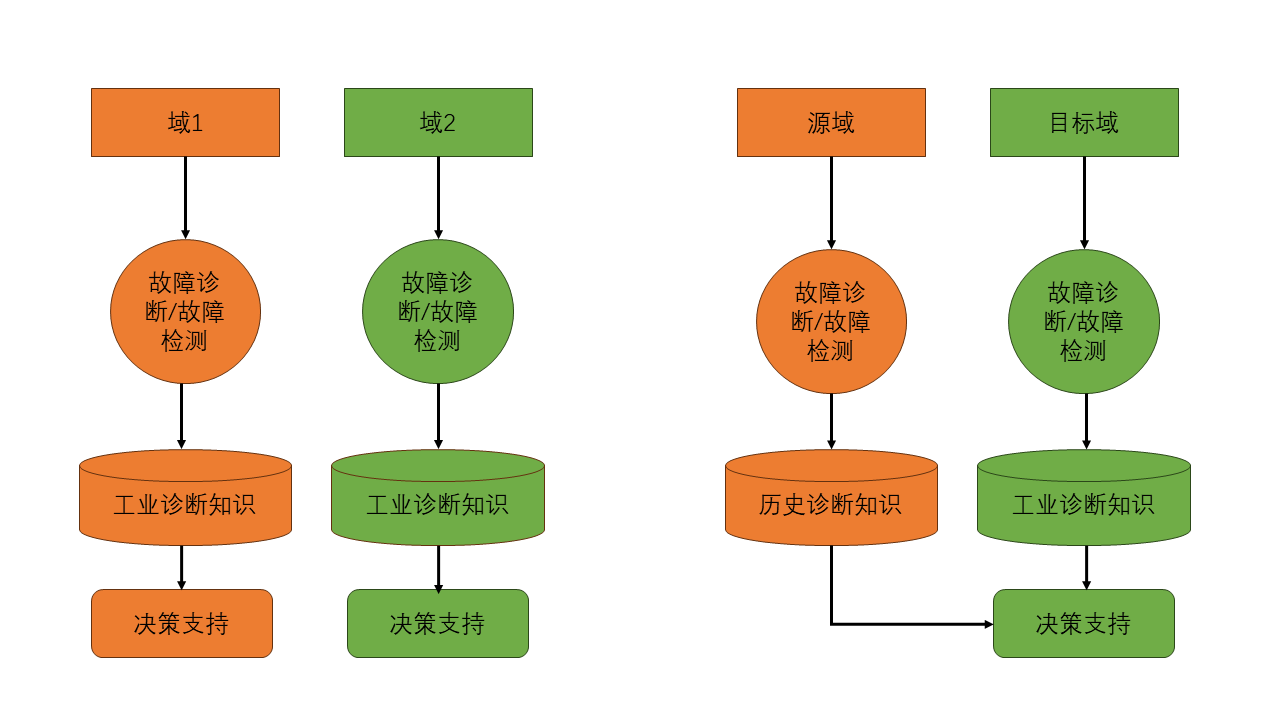 域1
域2
源域
目标域
故障诊
断/故障
检测
故障诊
断/故障
检测
故障诊
断/故障
检测
故障诊
断/故障
检测
工业诊断知识
工业诊断知识
历史诊断知识
工业诊断知识
决策支持
决策支持
决策支持